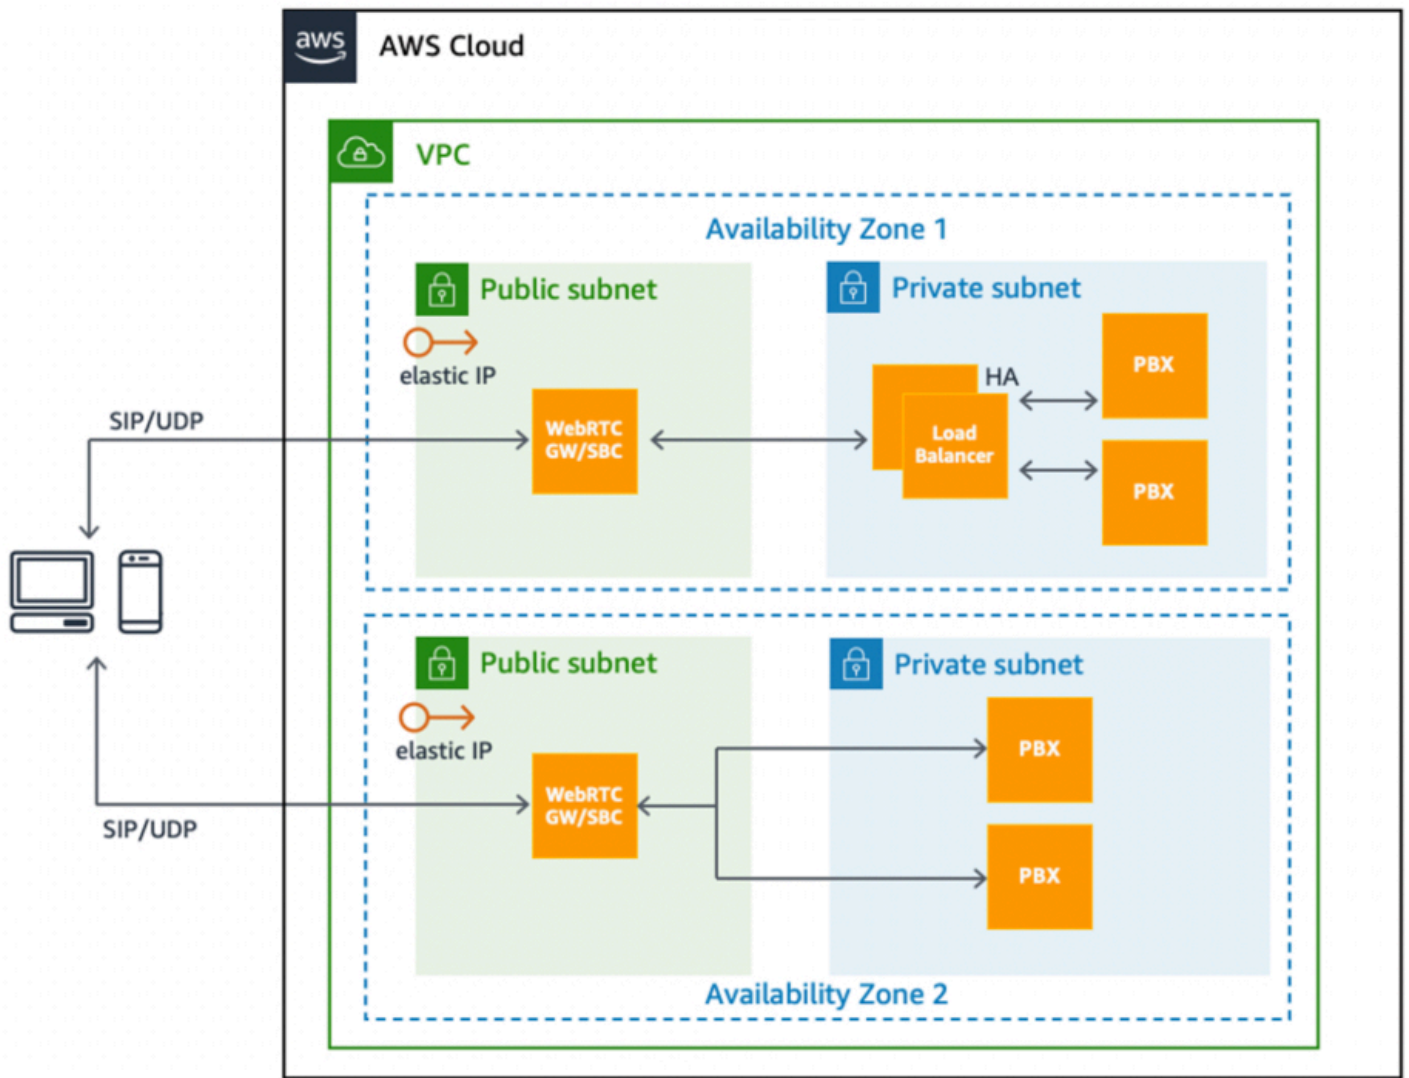 aws
AWS Cloud
VPC
Availability Zone 1
Public subnet
Private subnet
elastic IP
HA
PBX
SIP/UDP
WebRTC
GW/SBC
Load
Balancer
PBX
Public subnet
Private subnet
elastic IP
PBX
WebRTC
GW/SBC
SIP/UDP
PBX
Availability Zone 2